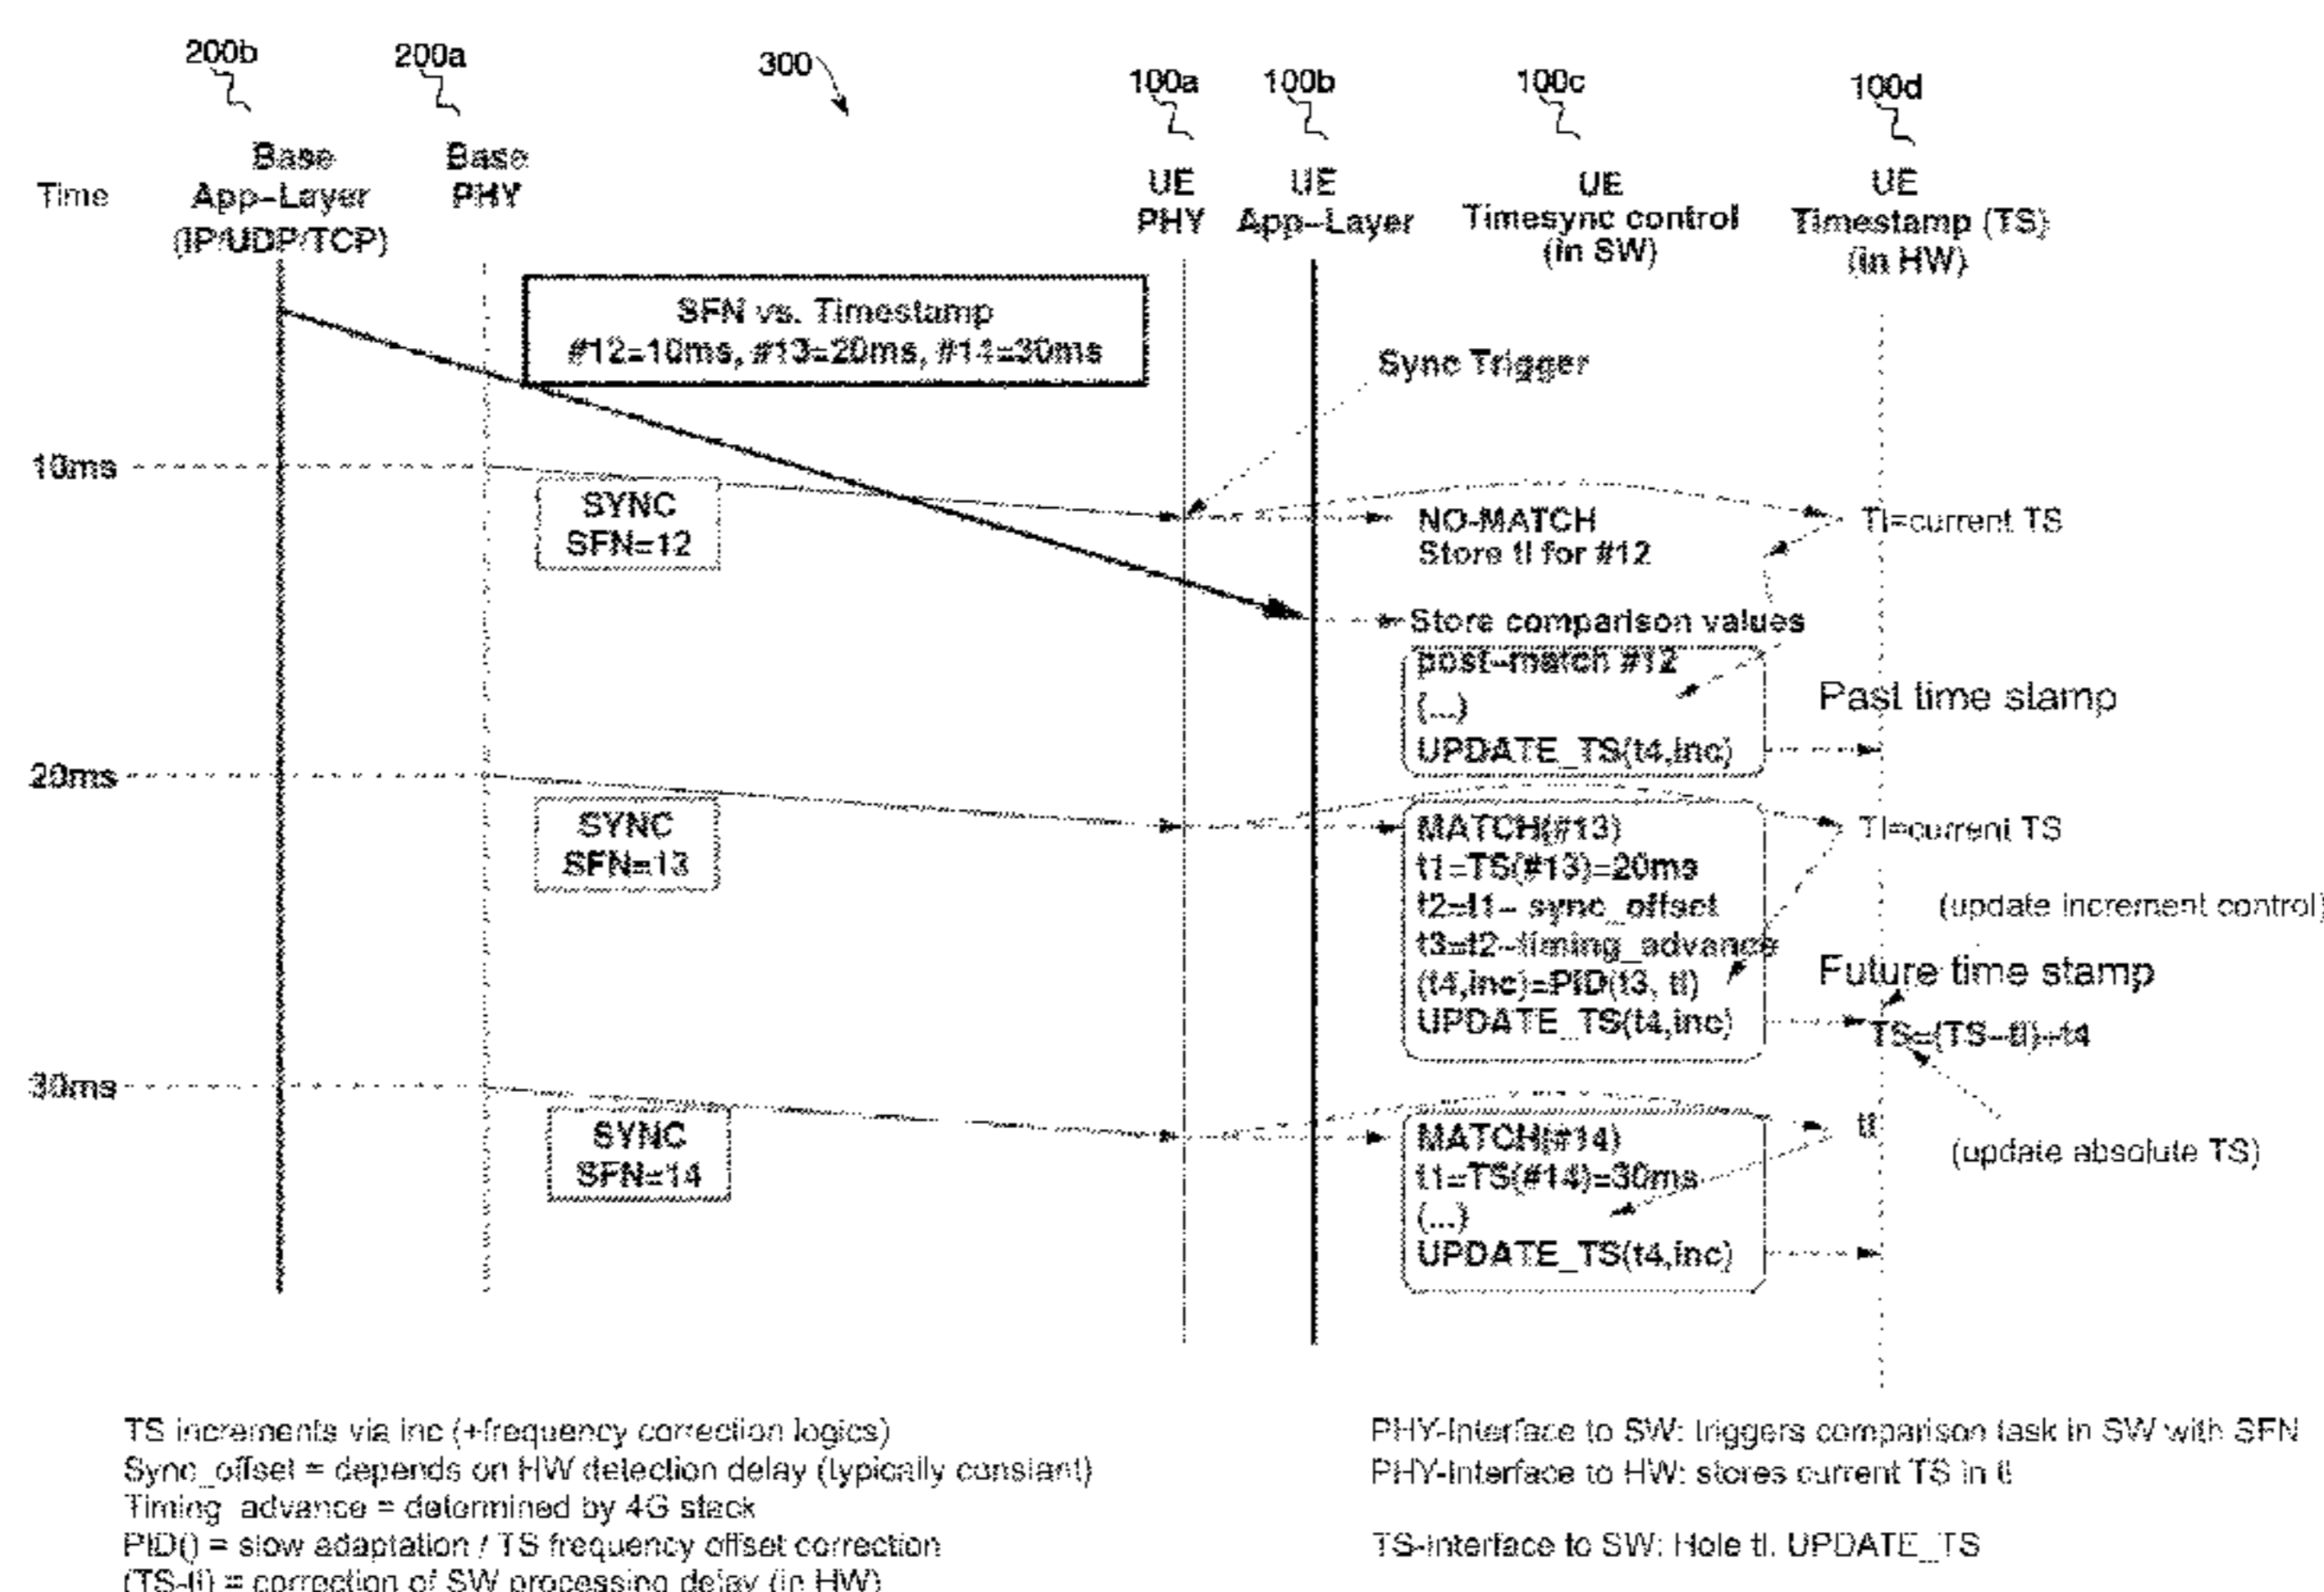 200b
200a
300
100a
100b
100c
100d
Time
Base
App-Layer
(IP/UDP/TCP)
Base
PHY
UE
PHY
UE
App-Layer
UE
Timesync control
(in SW)
UE
Timestamp (TS)
(in HW)
SFN vs. Timestamp
#12=10ms, #13=20ms, #14=30ms
Sync Trigger
10ms
SYNC
SFN=12
NO-MATCH
Store tl for #12
Tl=current TS
Store comparison values
post-match #12
(...)
UPDATE_TS(t4,inc)
Past time stamp
20ms
SYNC
SFN=13
MATCH(#13)
t1=TS(#13)=20ms
t2=t1- sync_offset
t3=t2-timing_advance
(t4,inc)=PID(t3, tl)
UPDATE_TS(t4,inc)
Tl=current TS
(update increment control)
Future time stamp
TS=(TS-tl)+t4
30ms
SYNC
SFN=14
MATCH(#14)
t1=TS(#14)=30ms
(...)
UPDATE_TS(t4,inc)
tl
(update absolute TS)
TS increments via inc (+frequency correction logics)
Sync_offset = depends on HW detection delay (typically constant)
Timing_advance = determined by 4G stack
PID() = slow adaptation / TS frequency offset correction
(TS-tl) = correction of SW processing delay (in HW)
PHY-Interface to SW: triggers comparison task in SW with SFN
PHY-Interface to HW: stores current TS in tl
TS-Interface to SW: Hole tl. UPDATE_TS